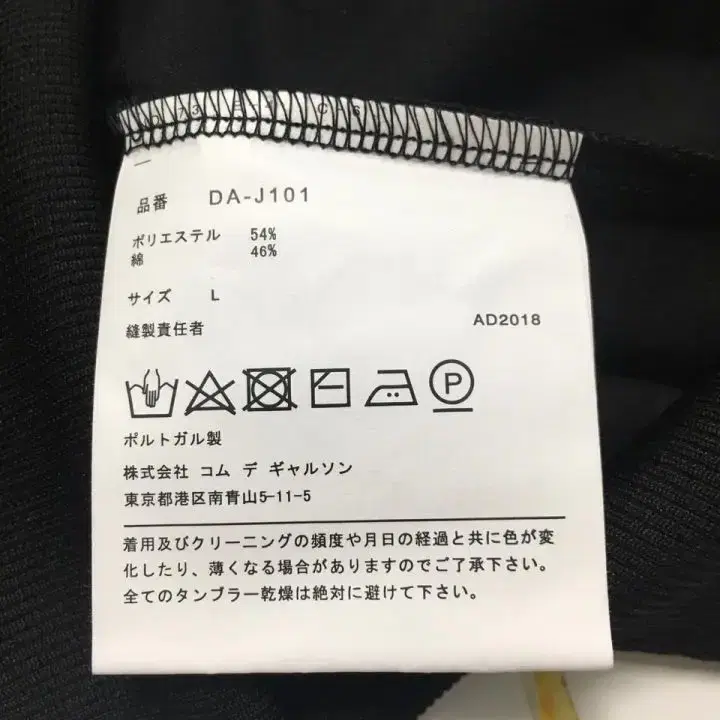 品番 DA-J101
ポリエステル 54%
綿 46%
サイズ L
縫製責任者 AD2018
P
ポルトガル製
株式会社 コム デ ギャルソン
東京都港区南青山5-11-5
着用及びクリーニングの頻度や月日の経過と共に色が変
化したり、薄くなる場合がありますのでご了承下さい。
全てのタンブラー乾燥は絶対に避けて下さい。